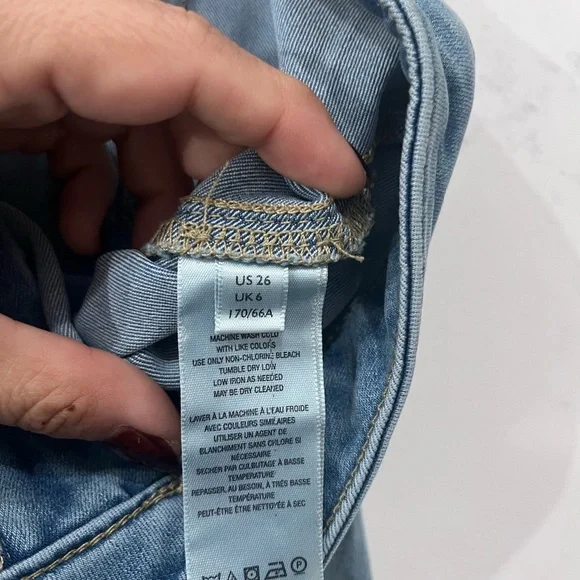 US 26
UK 6
170/66A
MACHINE WASH COLD
WITH LIKE COLORS
USE ONLY NON-CHLORINE BLEACH
TUMBLE DRY LOW
LOW IRON AS NEEDED
MAY BE DRY CLEANED
LAVER À LA MACHINE À L'EAU FROIDE
AVEC COULEURS SIMILAIRES
UTILISER UN AGENT DE
BLANCHIMENT SANS CHLORE SI
NÉCESSAIRE
SÉCHER PAR CULBUTAGE À BASSE
TEMPÉRATURE
REPASSER, AU BESOIN, À TRÈS BASSE
TEMPÉRATURE
PEUT-ÊTRE NETTOYÉE À SEC
P